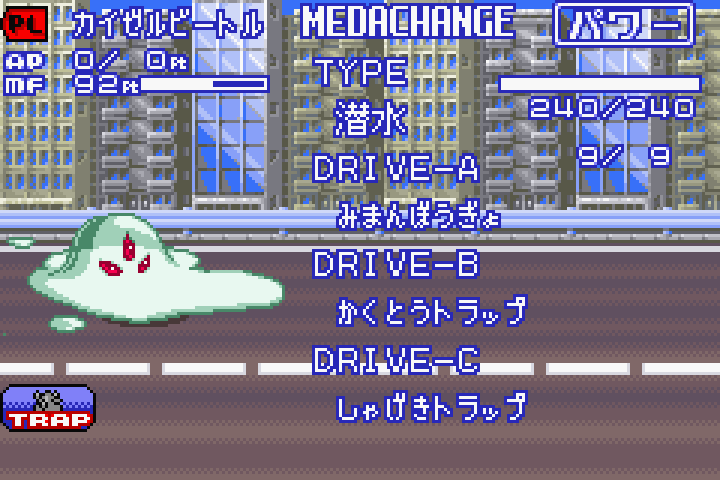 PL カイゼルビートル
AP 0/ 0Pt
MF 92Pt
MEDACHANGE パワー
TYPE
潜水
240/240
DRIVE-A
9/ 9
みまんぼうぎょ
DRIVE-B
かくとうトラップ
DRIVE-C
しゃげきトラップ
TRAP